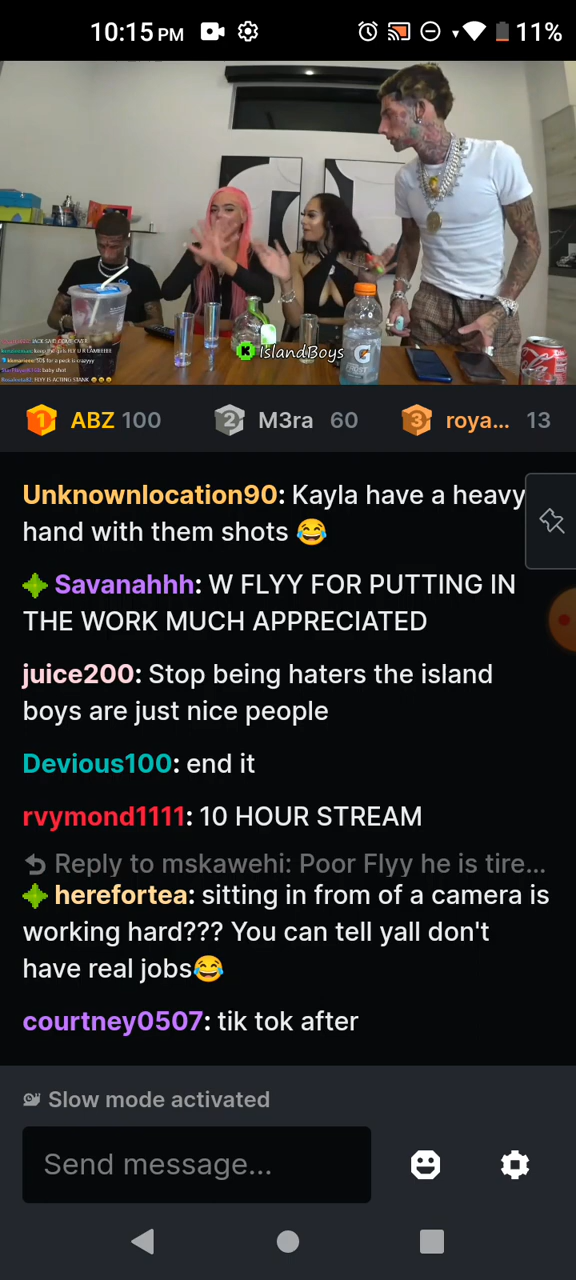 10:15 PM
11%
IslandBoys
G
1 ABZ 100
2 M3ra 60
3 roya... 13
Unknownlocation90: Kayla have a heavy
hand with them shots 😂
Savanahhh: W FLYY FOR PUTTING IN
THE WORK MUCH APPRECIATED
juice200: Stop being haters the island
boys are just nice people
Devious100: end it
rvymond1111: 10 HOUR STREAM
Reply to mskawehi: Poor Flyy he is tire...
herefortea: sitting in from of a camera is
working hard??? You can tell yall don't
have real jobs😂
courtney0507: tik tok after
Slow mode activated
Send message...